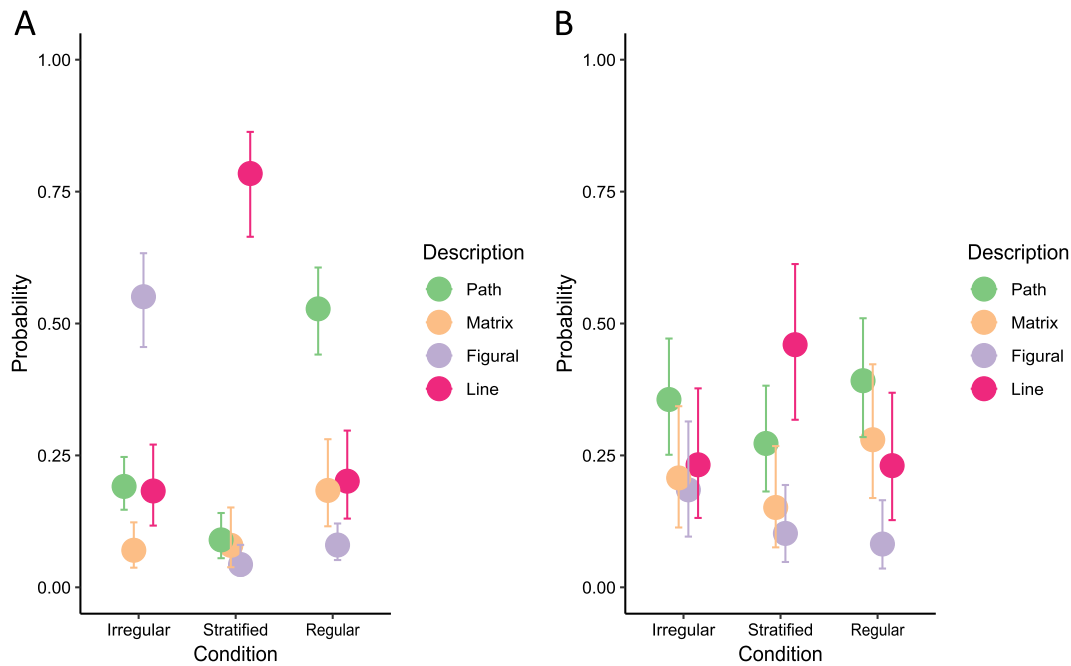 A
1.00
0.75
0.50
0.25
0.00
Probability
Irregular Stratified Regular
Condition
Description
Path
Matrix
Figural
Line
B
1.00
0.75
0.50
0.25
0.00
Probability
Irregular Stratified Regular
Condition
Description
Path
Matrix
Figural
Line